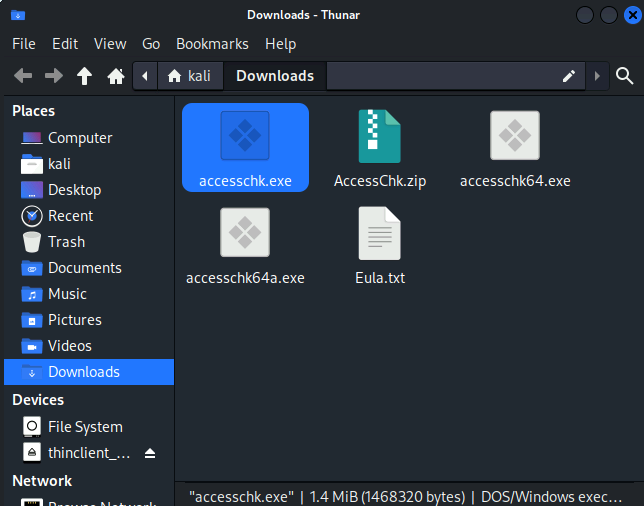 Downloads - Thunar
File Edit View Go Bookmarks Help
kali Downloads
Places
Computer
kali
Desktop
Recent
Trash
Documents
Music
Pictures
Videos
Downloads
Devices
File System
thinclient_...
Network
Browse Network
accesschk.exe AccessChk.zip accesschk64.exe
accesschk64a.exe Eula.txt
"accesschk.exe" | 1.4 MiB (1468320 bytes) | DOS/Windows exec...